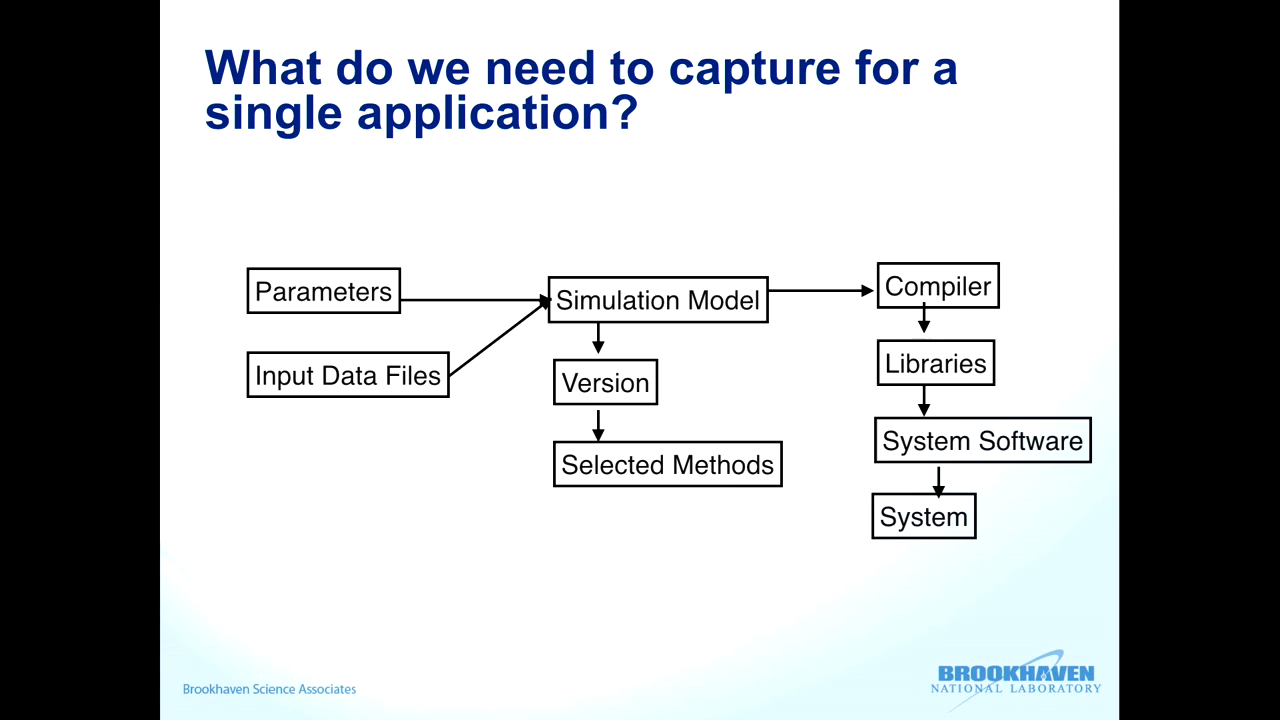 What do we need to capture for a
single application?
Parameters
Input Data Files
Simulation Model
Version
Selected Methods
Compiler
Libraries
System Software
System
Brookhaven Science Associates
BROOKHAVEN
NATIONAL LABORATORY